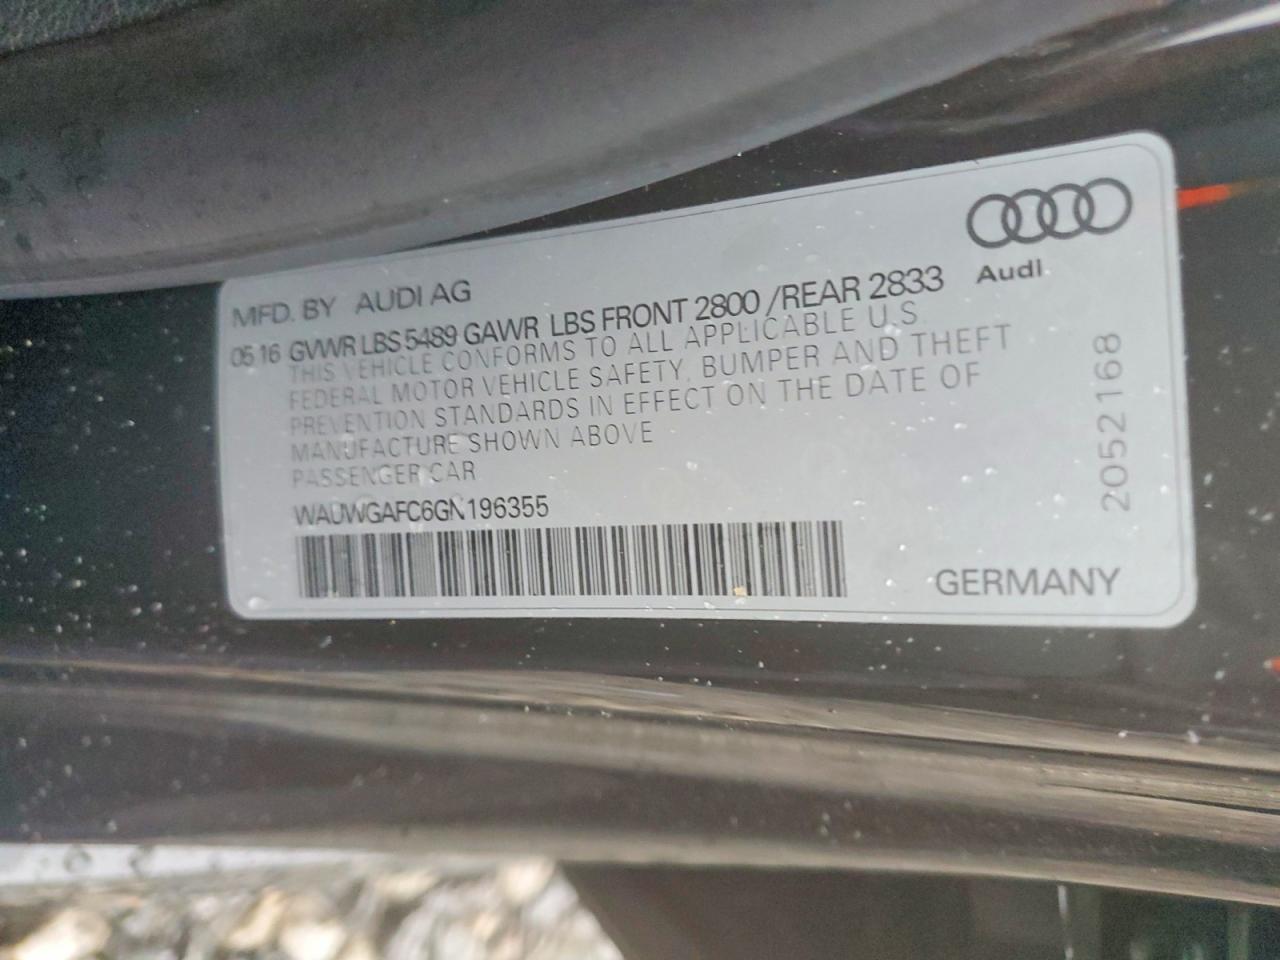 MFD. BY AUDI AG
05 16 GVWR LBS 5489 GAWR LBS FRONT 2800 /REAR 2833
THIS VEHICLE CONFORMS TO ALL APPLICABLE U.S.
FEDERAL MOTOR VEHICLE SAFETY, BUMPER AND THEFT
PREVENTION STANDARDS IN EFFECT ON THE DATE OF
MANUFACTURE SHOWN ABOVE
PASSENGER CAR
WAUWGAFC6GN196355
Audi
2052168
GERMANY